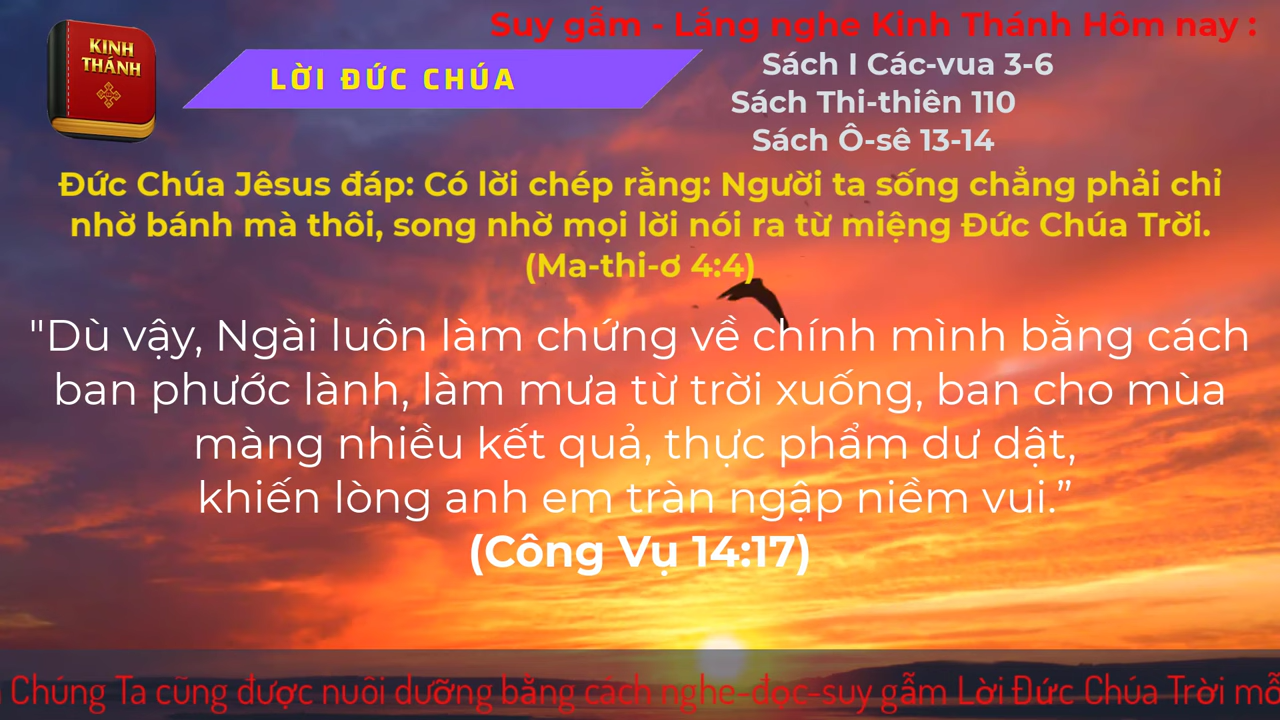 Suy gẫm - Lắng nghe Kinh Thánh Hôm nay :
KINH
THÁNH
LỜI ĐỨC CHÚA
Sách I Các-vua 3-6
Sách Thi-thiên 110
Sách Ô-sê 13-14
Đức Chúa Jêsus đáp: Có lời chép rằng: Người ta sống chẳng phải chỉ
nhờ bánh mà thôi, song nhờ mọi lời nói ra từ miệng Đức Chúa Trời.
(Ma-thi-ơ 4:4)
"Dù vậy, Ngài luôn làm chứng về chính mình bằng cách
ban phước lành, làm mưa từ trời xuống, ban cho mùa
màng nhiều kết quả, thực phẩm dư dật,
khiến lòng anh em tràn ngập niềm vui.”
(Công Vụ 14:17)
Chúng Ta cũng được nuôi dưỡng bằng cách nghe-đọc-suy gẫm Lời Đức Chúa Trời